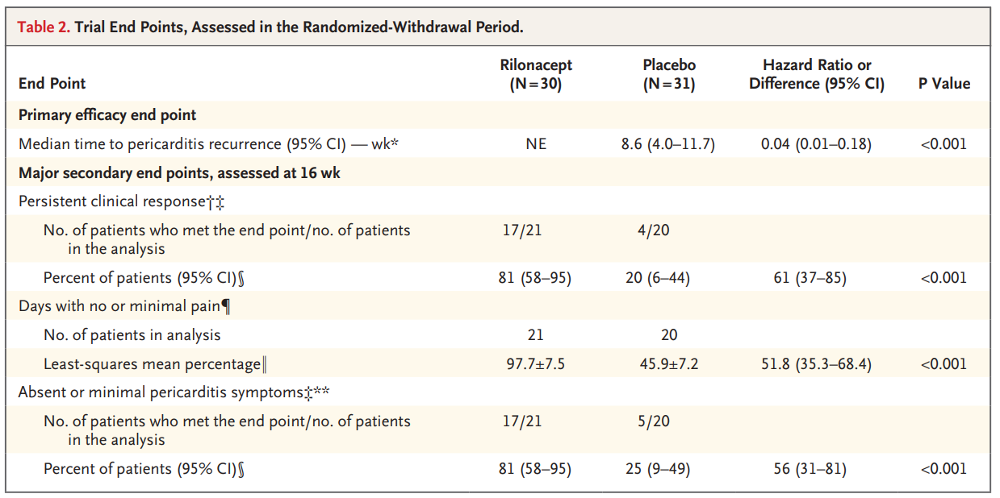 Table 2. Trial End Points, Assessed in the Randomized-Withdrawal Period.
End Point Rilonacept (N=30) Placebo (N=31) Hazard Ratio or Difference (95% CI) P Value
Primary efficacy end point
Median time to pericarditis recurrence (95% CI) — wk* NE 8.6 (4.0–11.7) 0.04 (0.01–0.18) <0.001
Major secondary end points, assessed at 16 wk
Persistent clinical response†‡
No. of patients who met the end point/no. of patients 17/21 4/20
in the analysis
Percent of patients (95% CI)§ 81 (58–95) 20 (6–44) 61 (37–85) <0.001
Days with no or minimal pain¶
No. of patients in analysis 21 20
Least-squares mean percentage‖ 97.7±7.5 45.9±7.2 51.8 (35.3–68.4) <0.001
Absent or minimal pericarditis symptoms‡**
No. of patients who met the end point/no. of patients 17/21 5/20
in the analysis
Percent of patients (95% CI)§ 81 (58–95) 25 (9–49) 56 (31–81) <0.001